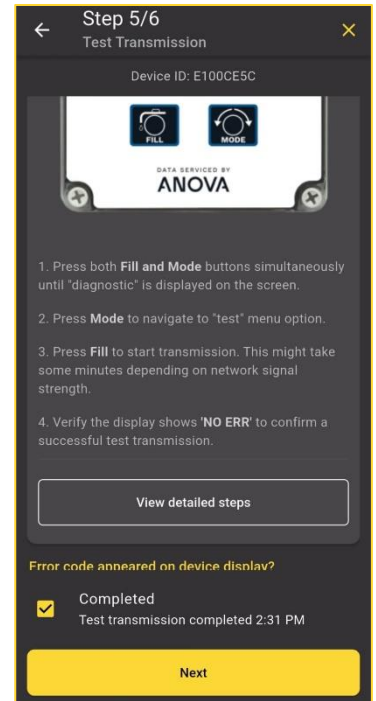 Step 5/6
Test Transmission
Device ID: E100CE5C
FILL
MODE
DATA SERVICED BY
ANOVA
1. Press both Fill and Mode buttons simultaneously
until "diagnostic" is displayed on the screen.
2. Press Mode to navigate to "test" menu option.
3. Press Fill to start transmission. This might take
some minutes depending on network signal
strength.
4. Verify the display shows 'NO ERR' to confirm a
successful test transmission.
View detailed steps
Error code appeared on device display?
Completed
Test transmission completed 2:31 PM
Next